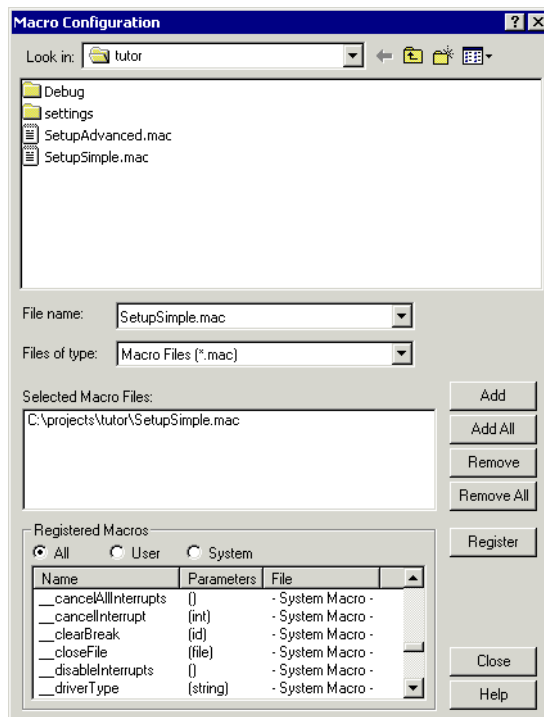 Macro Configuration
Look in: tutor
Debug
settings
SetupAdvanced.mac
SetupSimple.mac
File name: SetupSimple.mac
Files of type: Macro Files (*.mac)
Selected Macro Files:
C:\projects\tutor\SetupSimple.mac
Add
Add All
Remove
Remove All
Registered Macros
All User System
Register
Name Parameters File
__cancelAllInterrupts () - System Macro -
__cancelInterrupt (int) - System Macro -
__clearBreak (id) - System Macro -
__closeFile (file) - System Macro -
__disableInterrupts () - System Macro -
__driverType (string) - System Macro -
Close
Help